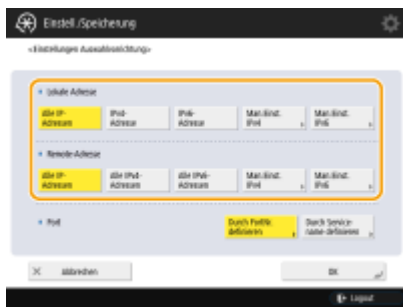 Einstell./Speicherung
<Einstellungen Auswahleinrichtung>
• Lokale Adresse
Alle IP-
Adressen
IPv4-
Adresse
IPv6-
Adresse
Man.Einst.
IPv4
Man.Einst.
IPv6
• Remote-Adresse
Alle IP-
Adressen
Alle IPv4-
Adressen
Alle IPv6-
Adressen
Man.Einst.
IPv4
Man.Einst.
IPv6
• Port
Durch PortNr.
definieren
Durch Service-
name definieren
Abbrechen
OK
Logout